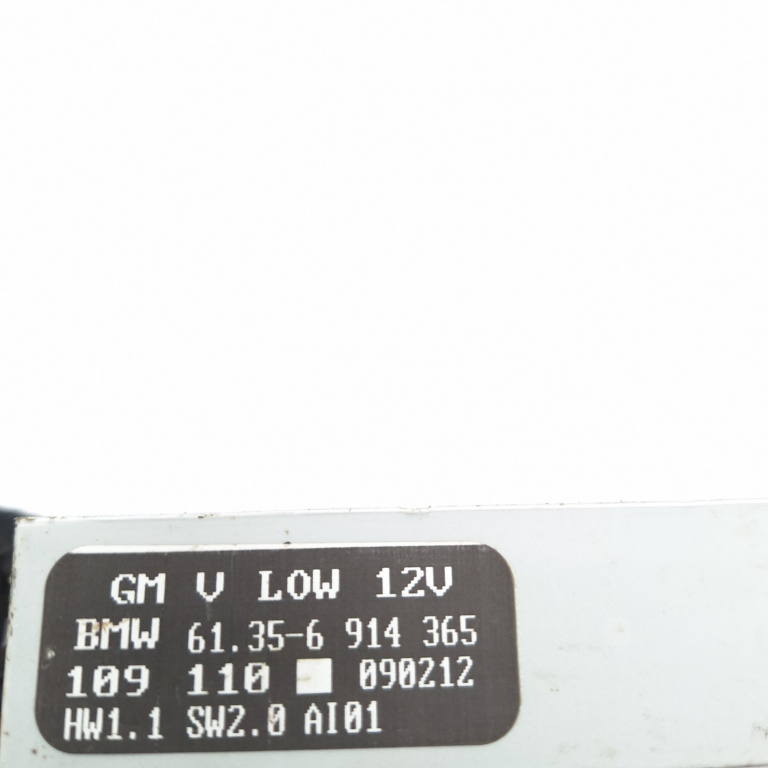 GM V LOW 12V
BMW 61.35-6 914 365
109 110 090212
HW1.1 SW2.0 AI01